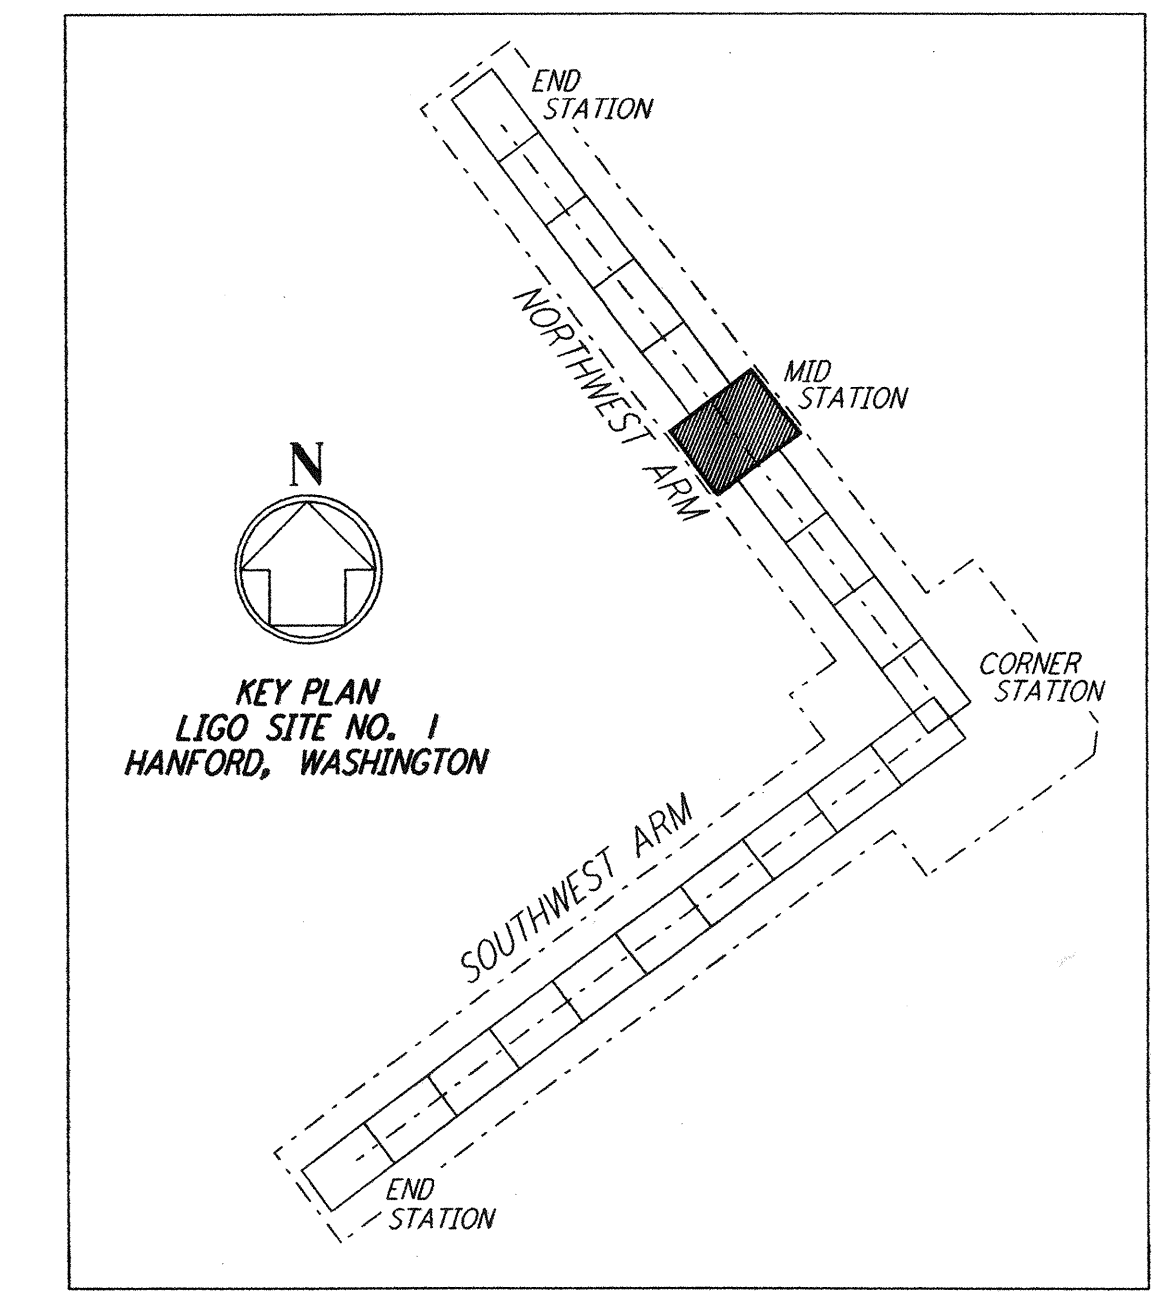 END
STATION
NORTHWEST ARM
MID
STATION
N
CORNER
STATION
KEY PLAN
LIGO SITE NO. 1
HANFORD, WASHINGTON
SOUTHWEST ARM
END
STATION